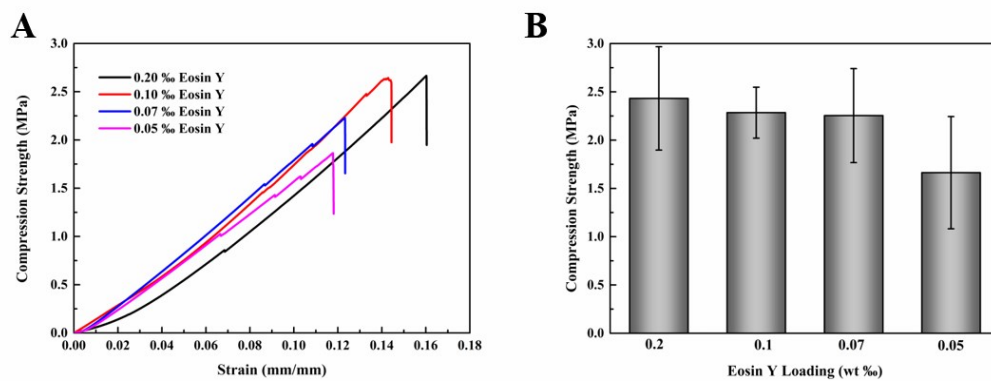 A
Compression Strength (MPa)
3.0
2.5
2.0
1.5
1.0
0.5
0.0
0.20 ‰ Eosin Y
0.10 ‰ Eosin Y
0.07 ‰ Eosin Y
0.05 ‰ Eosin Y
0.00 0.02 0.04 0.06 0.08 0.10 0.12 0.14 0.16 0.18
Strain (mm/mm)
B
Compression Strength (MPa)
3.0
2.5
2.0
1.5
1.0
0.5
0.0
0.2 0.1 0.07 0.05
Eosin Y Loading (wt ‰)